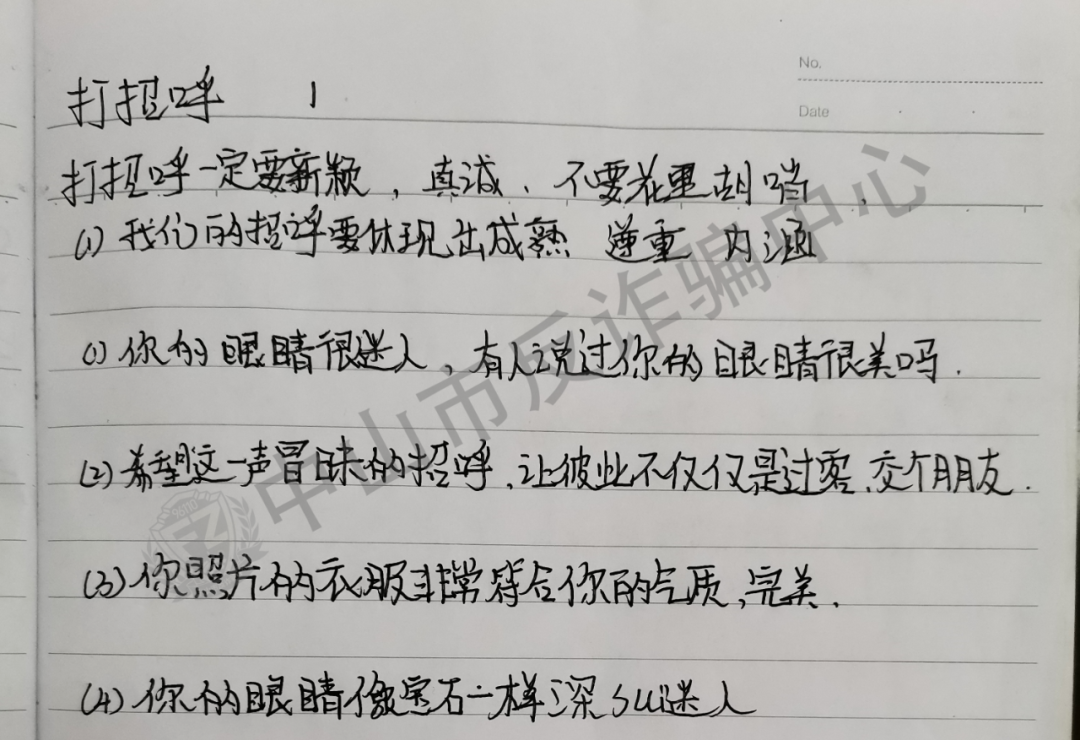 No.
打招呼 1
Date
打招呼一定要新颖，真诚、不要花里胡哨.
(1) 我们的招呼要体现出成熟 莲重 内涵
(1) 你的眼睛很迷人，有人说过你的眼睛很美吗.
(2) 希望这一声冒昧的招呼，让彼此不仅仅是过客、交个朋友.
(3) 你照片的衣服非常符合你的气质，完美.
(4) 你的眼睛像宝石一样深Sui迷人
中山市反诈骗中心